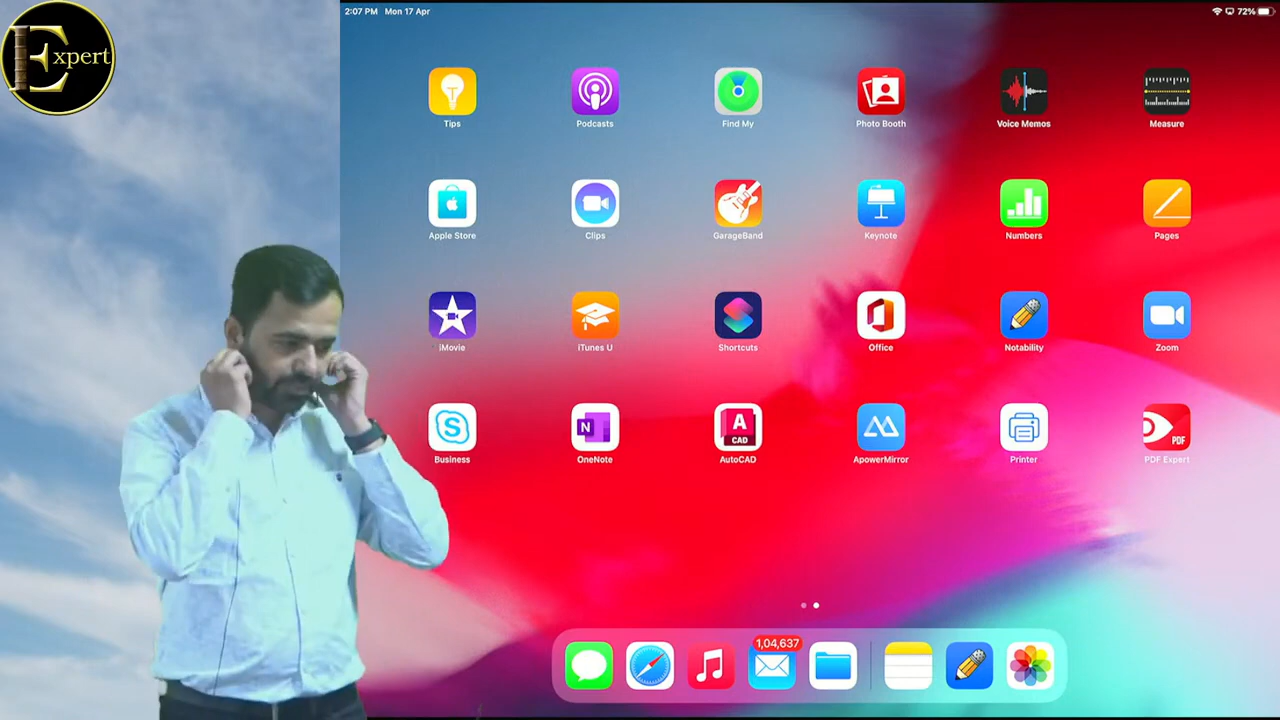 Expert
2:07 PM Mon 17 Apr
72%
Tips
Podcasts
Find My
Photo Booth
Voice Memos
Measure
Apple Store
Clips
GarageBand
Keynote
Numbers
Pages
iMovie
iTunes U
Shortcuts
Office
Notability
Zoom
S
N
A
CAD
PDF
Business
OneNote
AutoCAD
ApowerMirror
Printer
PDF Expert
1,04,637